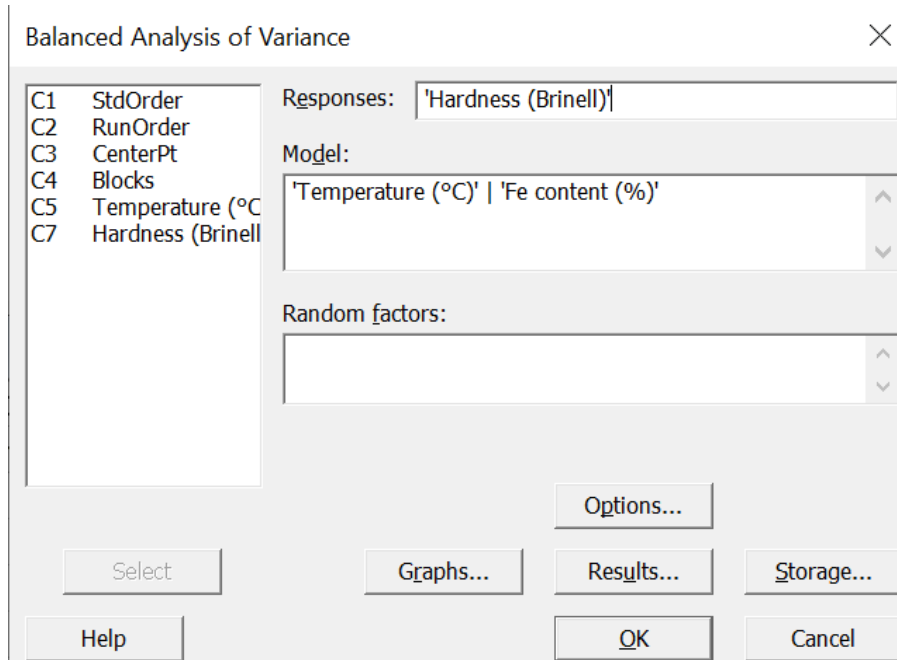 Balanced Analysis of Variance
C1 StdOrder
C2 RunOrder
C3 CenterPt
C4 Blocks
C5 Temperature (°C
C7 Hardness (Brinell
Responses: 'Hardness (Brinell)'
Model:
'Temperature (°C)' | 'Fe content (%)'
Random factors:
Options...
Select Graphs... Results... Storage...
Help OK Cancel